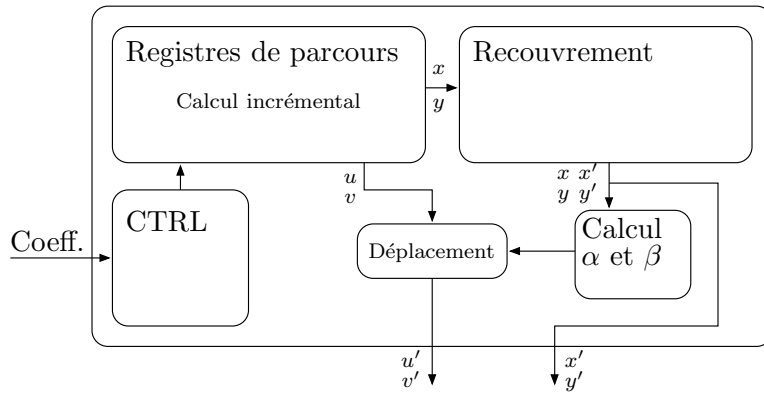 Registres de parcours
Calcul incrémental
x
y
Recouvrement
u
v
x x′
y y′
CTRL
Coeff.
Déplacement
Calcul
α et β
u′
v′
x′
y′